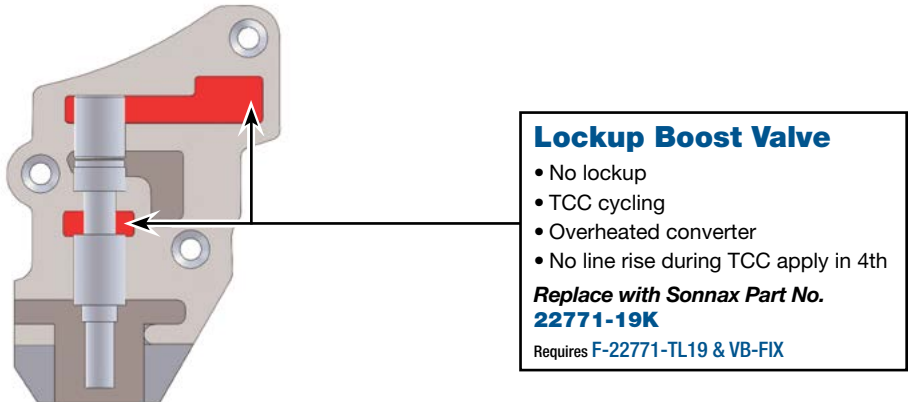 Lockup Boost Valve
• No lockup
• TCC cycling
• Overheated converter
• No line rise during TCC apply in 4th
Replace with Sonnax Part No.
22771-19K
Requires F-22771-TL19 & VB-FIX